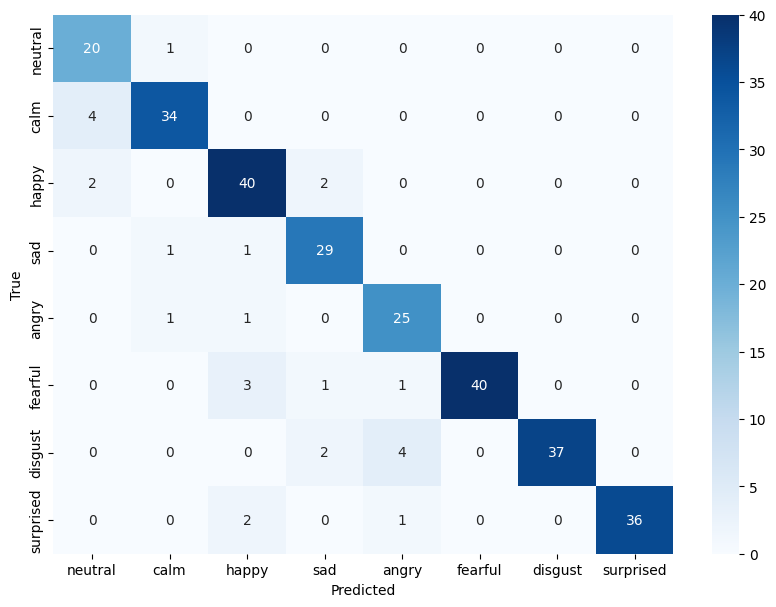 neutral 20 1 0 0 0 0 0 0
calm 4 34 0 0 0 0 0 0
happy 2 0 40 2 0 0 0 0
sad 0 1 1 29 0 0 0 0
angry 0 1 1 0 25 0 0 0
fearful 0 0 3 1 1 40 0 0
disgust 0 0 0 2 4 0 37 0
surprised 0 0 2 0 1 0 0 36
neutral calm happy sad angry fearful disgust surprised
Predicted
True
40
35
30
25
20
15
10
5
0